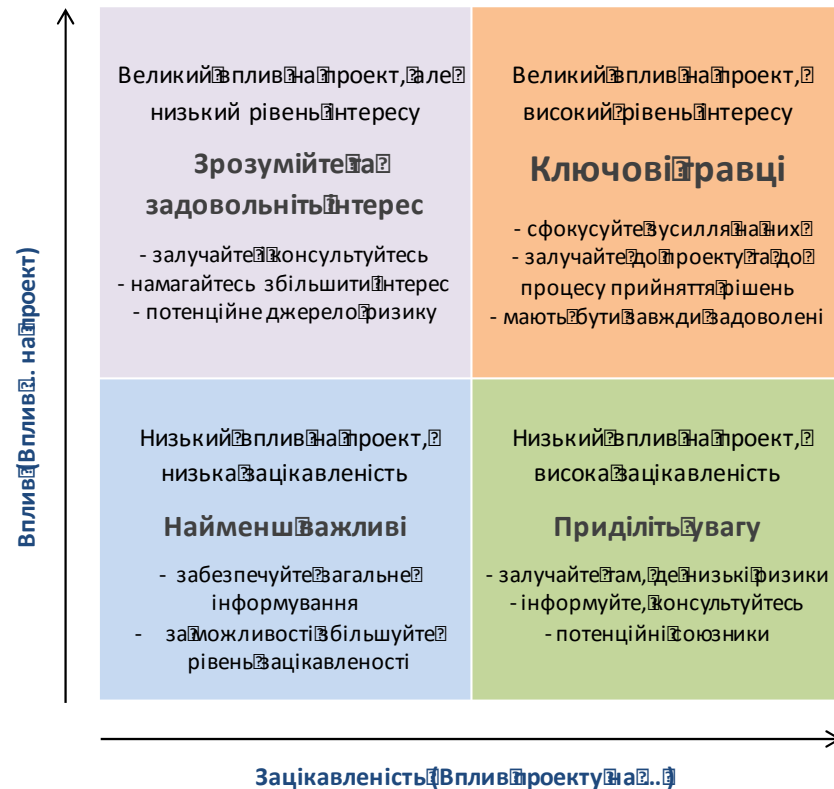 Вплив (Вплив ... на проект)
Великий вплив на проект, але
низький рівень інтересу
Зрозумійте та
задовольніть інтерес
- залучайте і консультуйтесь
- намагайтесь збільшити інтерес
- потенційне джерело ризику
Великий вплив на проект,
високий рівень інтересу
Ключові гравці
- сфокусуйте зусилля на них
- залучайте до проекту та до
процесу прийняття рішень
- мають бути завжди задоволені
Низький вплив на проект,
низька зацікавленість
Найменш важливі
- забезпечуйте загальне
інформування
- за можливості збільшуйте
рівень зацікавленості
Низький вплив на проект,
висока зацікавленість
Приділіть увагу
- залучайте там, де низькі ризики
- інформуйте, консультуйтесь
- потенційні союзники
Зацікавленість (Вплив проекту на ...)